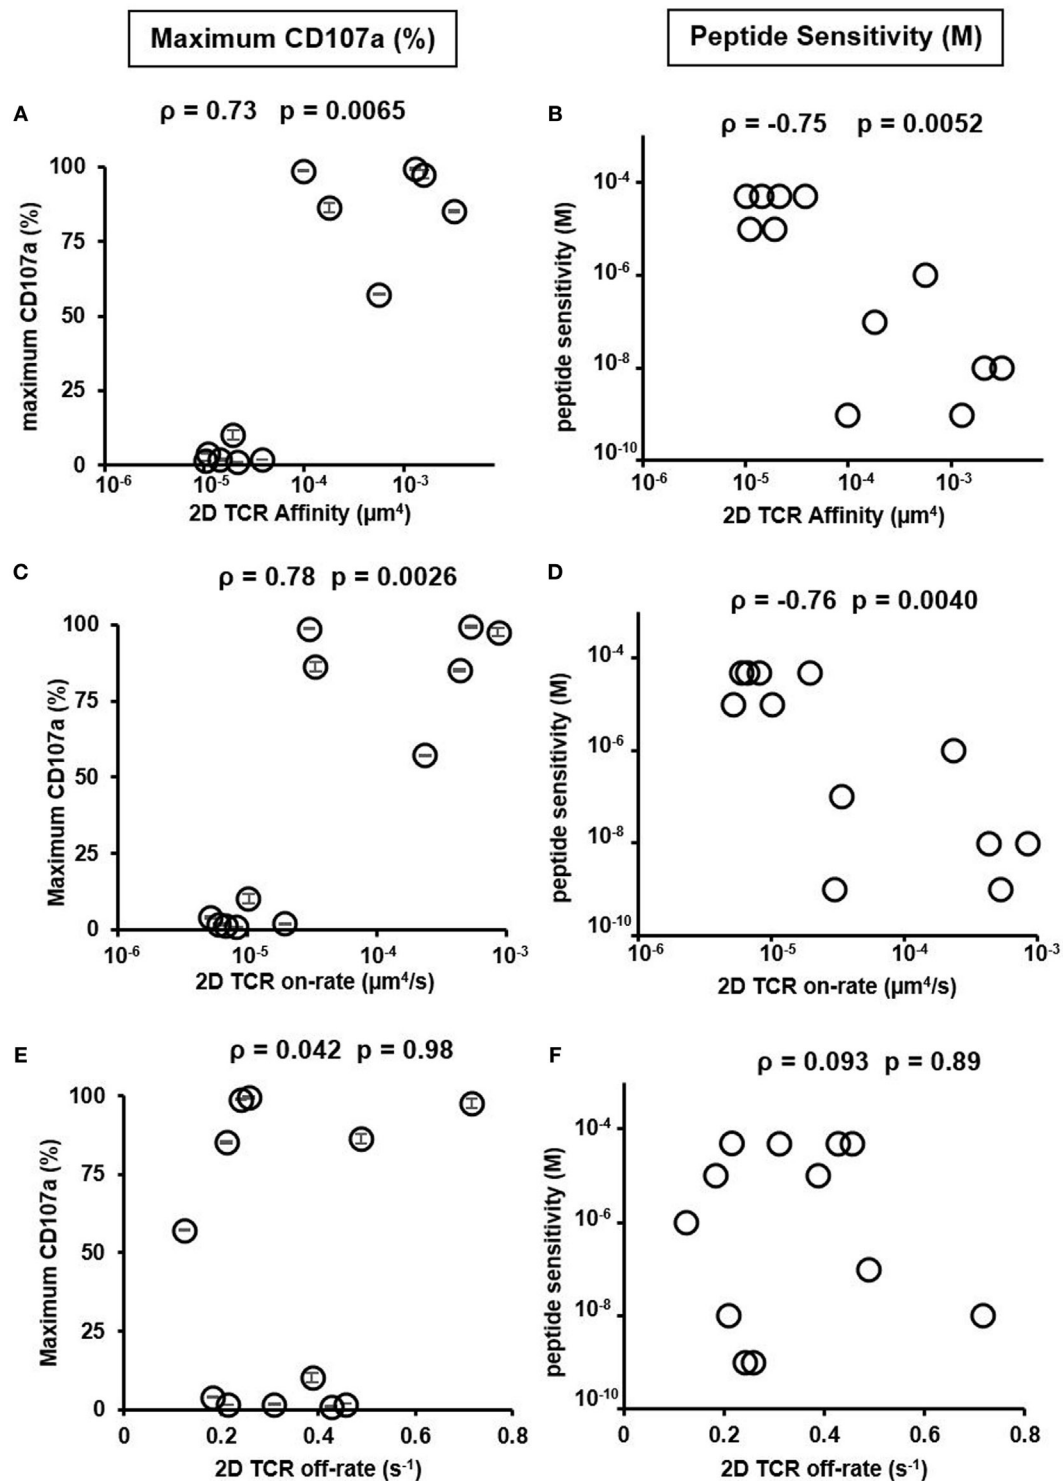 Maximum CD107a (%)
Peptide Sensitivity (M)
A
ρ = 0.73 p = 0.0065
maximum CD107a (%)
100
75
50
25
0
10-6
10-5
10-4
10-3
2D TCR Affinity (µm4)
B
ρ = -0.75 p = 0.0052
peptide sensitivity (M)
10-4
10-6
10-8
10-10
10-6
10-5
10-4
10-3
2D TCR Affinity (µm4)
C
ρ = 0.78 p = 0.0026
Maximum CD107a (%)
100
75
50
25
0
10-6
10-5
10-4
10-3
2D TCR on-rate (µm4/s)
D
ρ = -0.76 p = 0.0040
peptide sensitivity (M)
10-4
10-6
10-8
10-10
10-6
10-5
10-4
10-3
2D TCR on-rate (µm4/s)
E
ρ = 0.042 p = 0.98
Maximum CD107a (%)
100
75
50
25
0
0
0.2
0.4
0.6
0.8
2D TCR off-rate (s-1)
F
ρ = 0.093 p = 0.89
peptide sensitivity (M)
10-4
10-6
10-8
10-10
0
0.2
0.4
0.6
0.8
2D TCR off-rate (s-1)